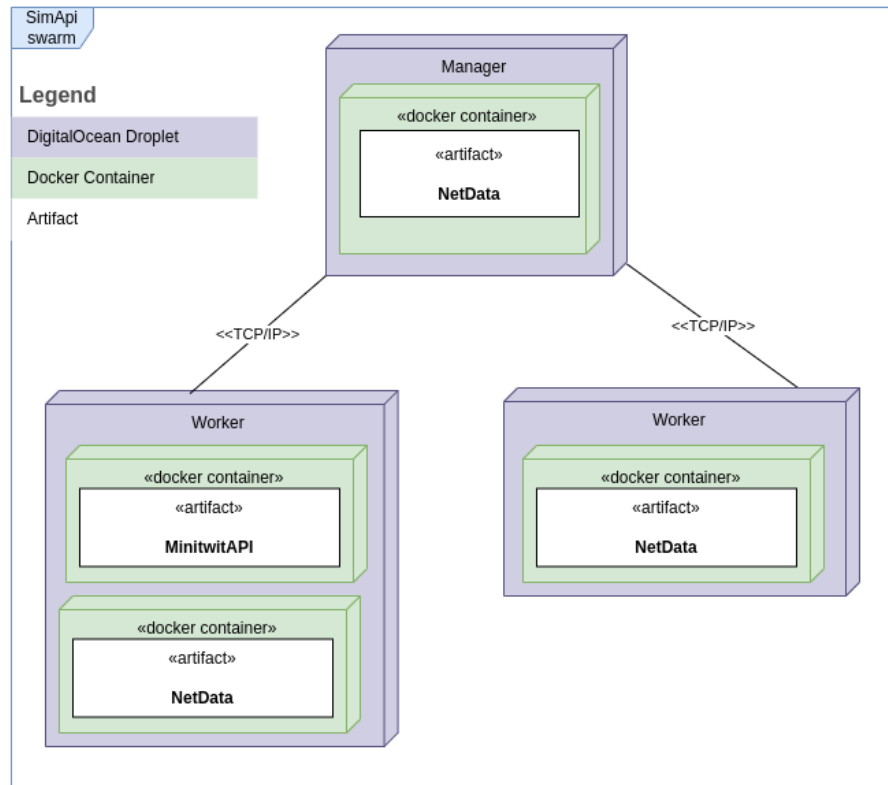 SimApi
swarm
Legend
DigitalOcean Droplet
Docker Container
Artifact
Manager
«docker container»
«artifact»
NetData
<<TCP/IP>>
<<TCP/IP>>
Worker
«docker container»
«artifact»
MinitwitAPI
«docker container»
«artifact»
NetData
Worker
«docker container»
«artifact»
NetData